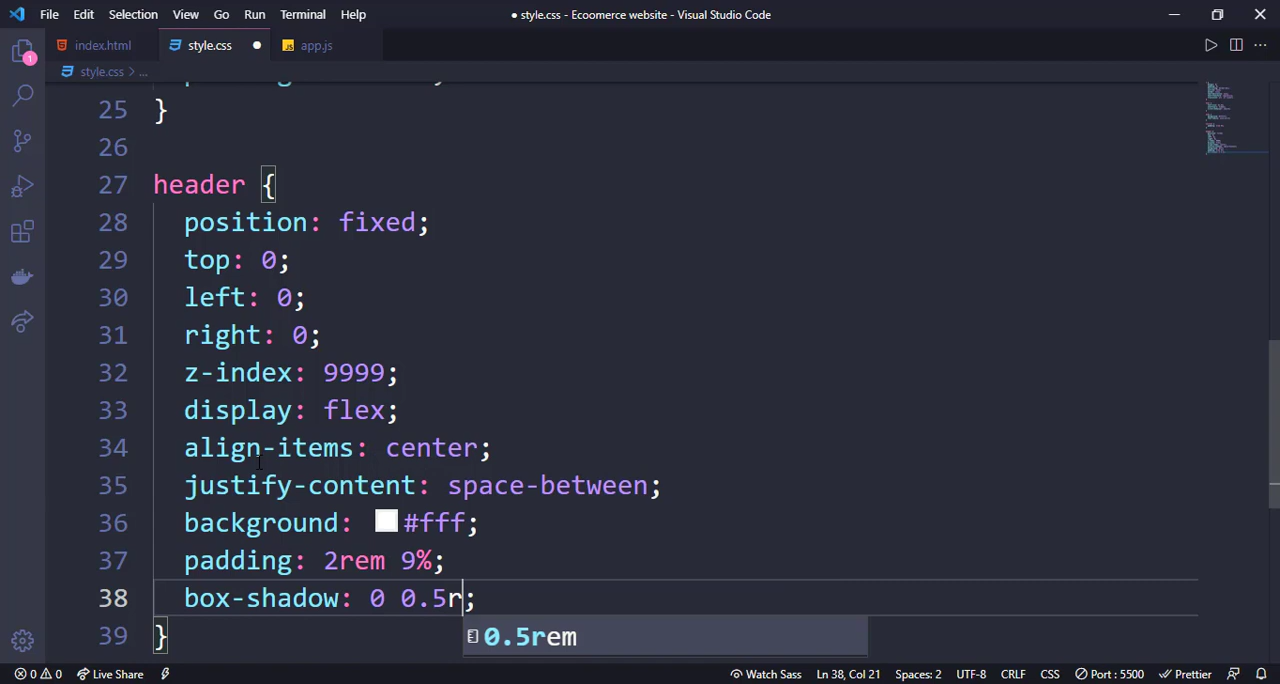 File Edit Selection View Go Run Terminal Help ● style.css - Ecoomerce website - Visual Studio Code
index.html style.css ● JS app.js
style.css > ...
25 }
26
27 header {
28 position: fixed;
29 top: 0;
30 left: 0;
31 right: 0;
32 z-index: 9999;
33 display: flex;
34 align-items: center;
35 justify-content: space-between;
36 background: #fff;
37 padding: 2rem 9%;
38 box-shadow: 0 0.5r;
0.5rem
39 }
1
0 0 Live Share Watch Sass Ln 38, Col 21 Spaces: 2 UTF-8 CRLF CSS Port : 5500 Prettier